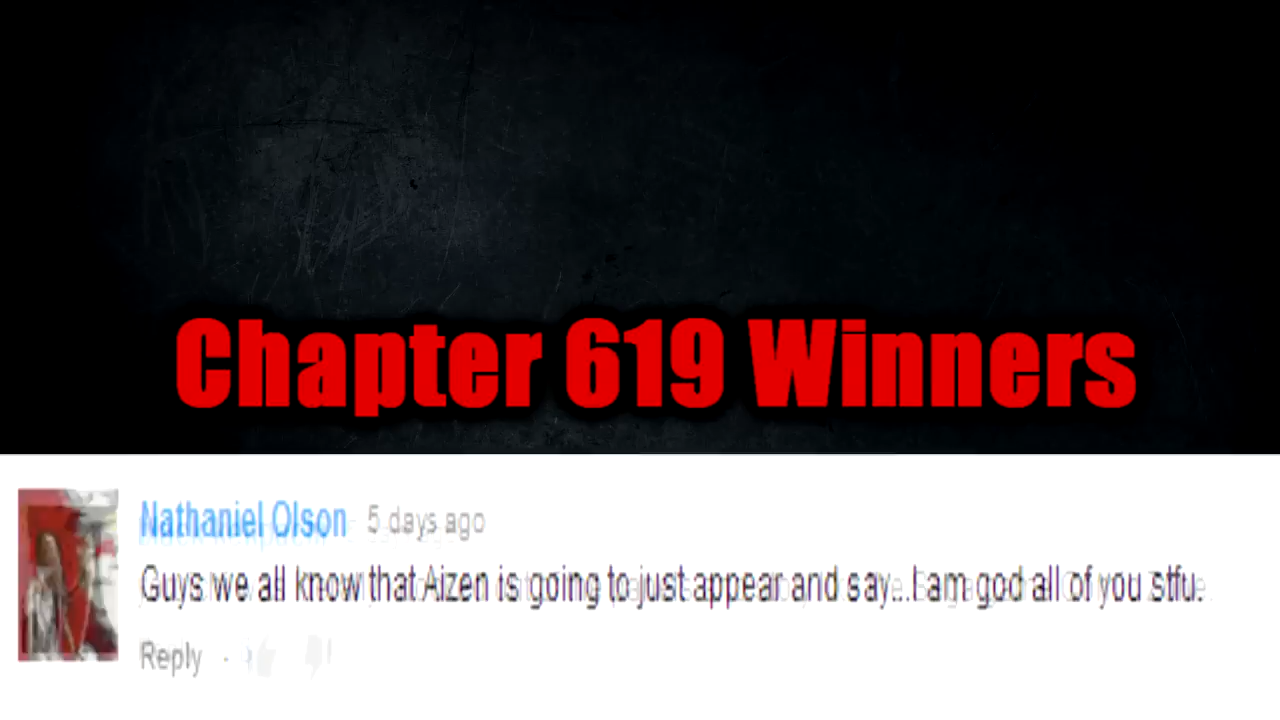 Chapter 619 Winners
Nathaniel Olson 5 days ago
Guys we all know that Aizen is going to just appear and say...I am god all of you stfu.
Reply